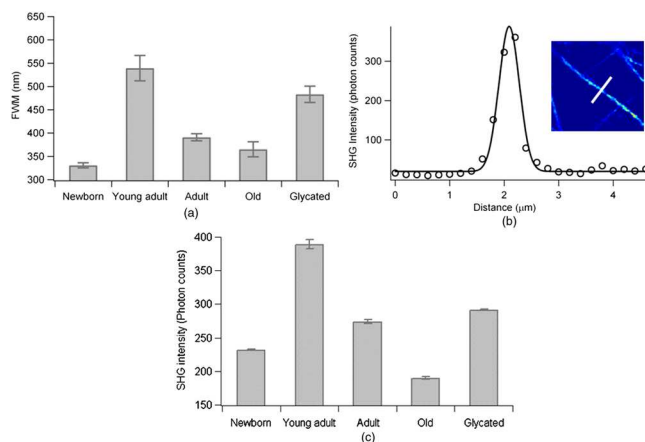 (a)
FWM (nm)
650
600
550
500
450
400
350
300
Newborn Young adult Adult Old Glycated
(b)
SHG Intensity (photon counts)
300
200
100
0 1 2 3 4
Distance (μm)
SHG intensity (Photon counts)
400
350
300
250
200
150
Newborn Young adult Adult Old Glycated
(c)